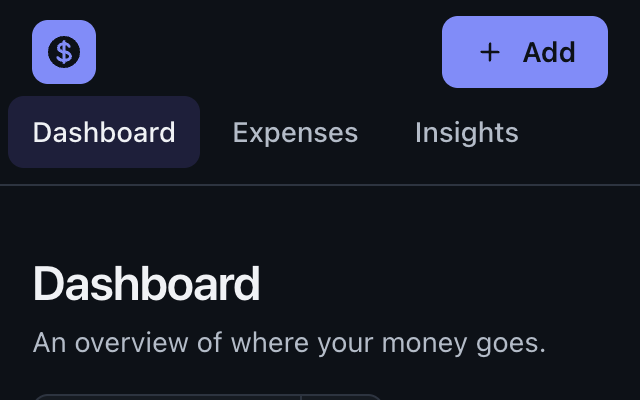 $
+ Add
Dashboard
Expenses
Insights
Dashboard
An overview of where your money goes.